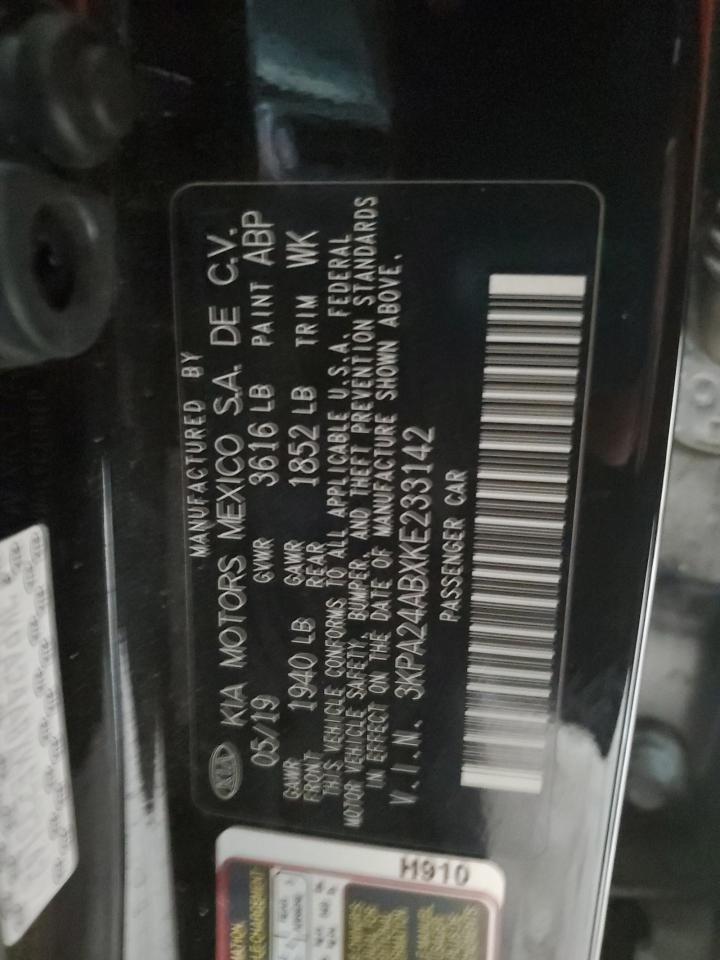 MANUFACTURED BY
KIA KIA MOTORS MEXICO S.A. DE C.V.
05/19 GVWR 3616 LB PAINT ABP
GAWR FRONT 1940 LB GAWR REAR 1852 LB TRIM WK
THIS VEHICLE CONFORMS TO ALL APPLICABLE U.S.A. FEDERAL
MOTOR VEHICLE SAFETY, BUMPER, AND THEFT PREVENTION STANDARDS
IN EFFECT ON THE DATE OF MANUFACTURE SHOWN ABOVE.
V.I.N. 3KPA24ABXKE233142
PASSENGER CAR
H910